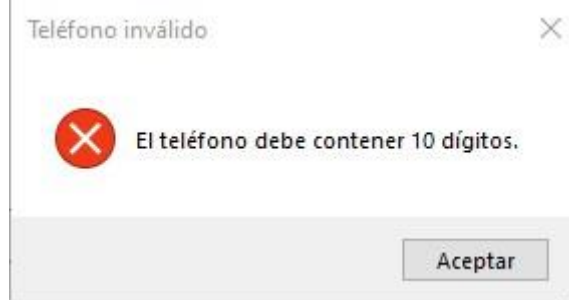 Teléfono inválido
El teléfono debe contener 10 dígitos.
Aceptar